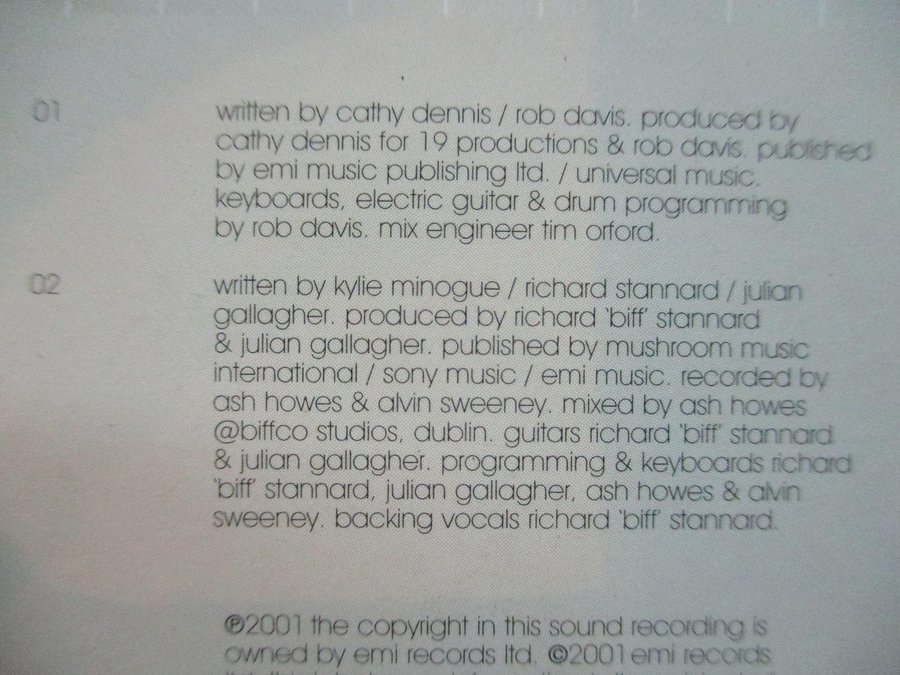 01
written by cathy dennis / rob davis. produced by
cathy dennis for 19 productions & rob davis. published
by emi music publishing ltd. / universal music.
keyboards, electric guitar & drum programming
by rob davis. mix engineer tim orford.
02
written by kylie minogue / richard stannard / julian
gallagher. produced by richard 'biff' stannard
& julian gallagher. published by mushroom music
international / sony music / emi music. recorded by
ash howes & alvin sweeney. mixed by ash howes
@biffco studios, dublin. guitars richard 'biff' stannard
& julian gallagher. programming & keyboards richard
'biff' stannard, julian gallagher, ash howes & alvin
sweeney. backing vocals richard 'biff' stannard.
℗2001 the copyright in this sound recording is
owned by emi records ltd. ©2001 emi records